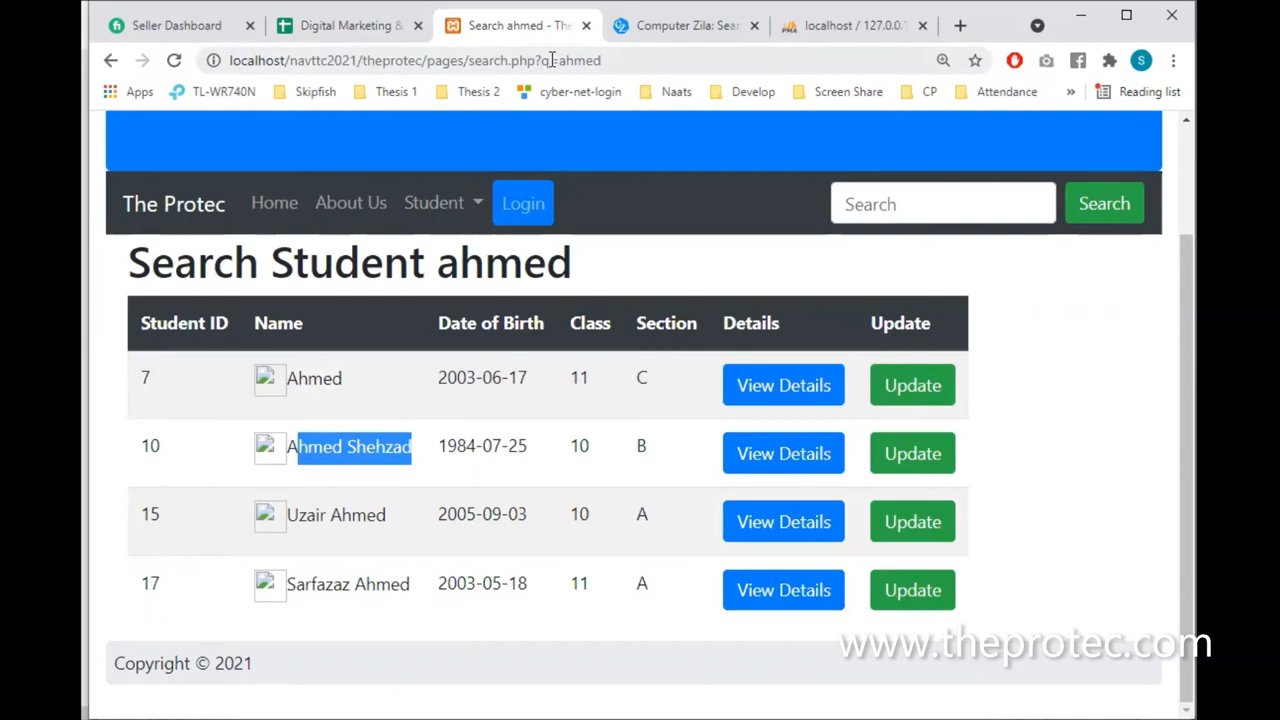 Seller Dashboard
Digital Marketing &
Search ahmed - The
Computer Zila: Sear
localhost / 127.0.0.1
localhost/navttc2021/theprotec/pages/search.php?q=ahmed
S
Apps TL-WR740N Skipfish Thesis 1 Thesis 2 cyber-net-login Naats Develop Screen Share CP Attendance » Reading list
The Protec Home About Us Student Login Search Search
Search Student ahmed
Student ID Name Date of Birth Class Section Details Update
7 Ahmed 2003-06-17 11 C View Details Update
10 Ahmed Shehzad 1984-07-25 10 B View Details Update
15 Uzair Ahmed 2005-09-03 10 A View Details Update
17 Sarfazaz Ahmed 2003-05-18 11 A View Details Update
www.theprotec.com
Copyright © 2021